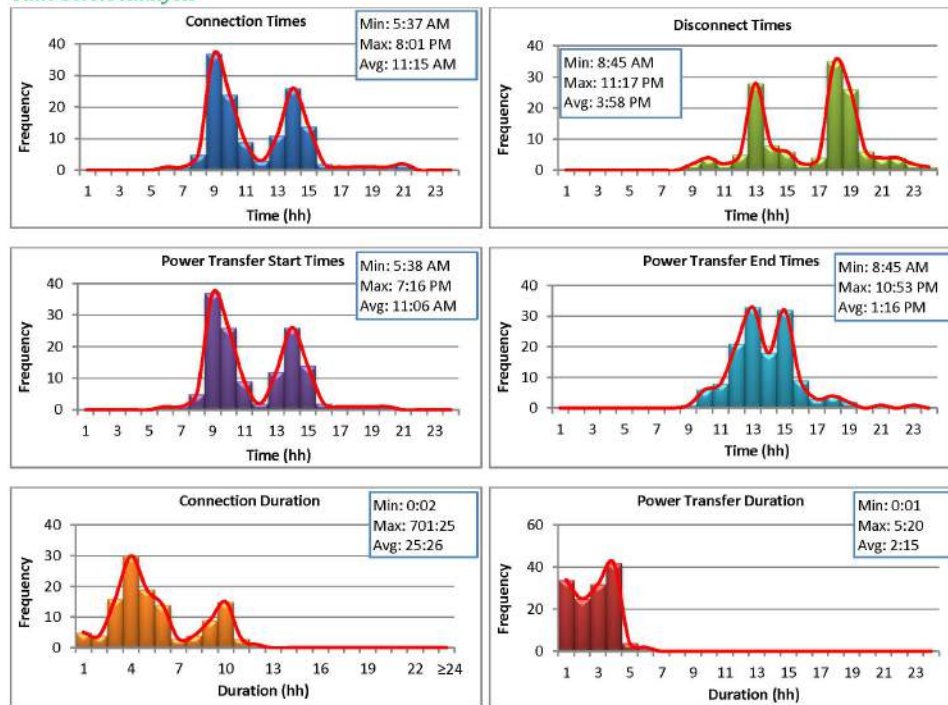 Connection Times
Min: 5:37 AM
Max: 8:01 PM
Avg: 11:15 AM
Frequency
40
30
20
10
0
1 3 5 7 9 11 13 15 17 19 21 23
Time (hh)
Disconnect Times
Min: 8:45 AM
Max: 11:17 PM
Avg: 3:58 PM
Frequency
40
30
20
10
0
1 3 5 7 9 11 13 15 17 19 21 23
Time (hh)
Power Transfer Start Times
Min: 5:38 AM
Max: 7:16 PM
Avg: 11:06 AM
Frequency
40
30
20
10
0
1 3 5 7 9 11 13 15 17 19 21 23
Time (hh)
Power Transfer End Times
Min: 8:45 AM
Max: 10:53 PM
Avg: 1:16 PM
Frequency
40
30
20
10
0
1 3 5 7 9 11 13 15 17 19 21 23
Time (hh)
Connection Duration
Min: 0:02
Max: 701:25
Avg: 25:26
Frequency
40
30
20
10
0
1 4 7 10 13 16 19 22 ≥24
Duration (hh)
Power Transfer Duration
Min: 0:01
Max: 5:20
Avg: 2:15
Frequency
60
40
20
0
1 3 5 7 9 11 13 15 17 19 21 23
Duration (hh)